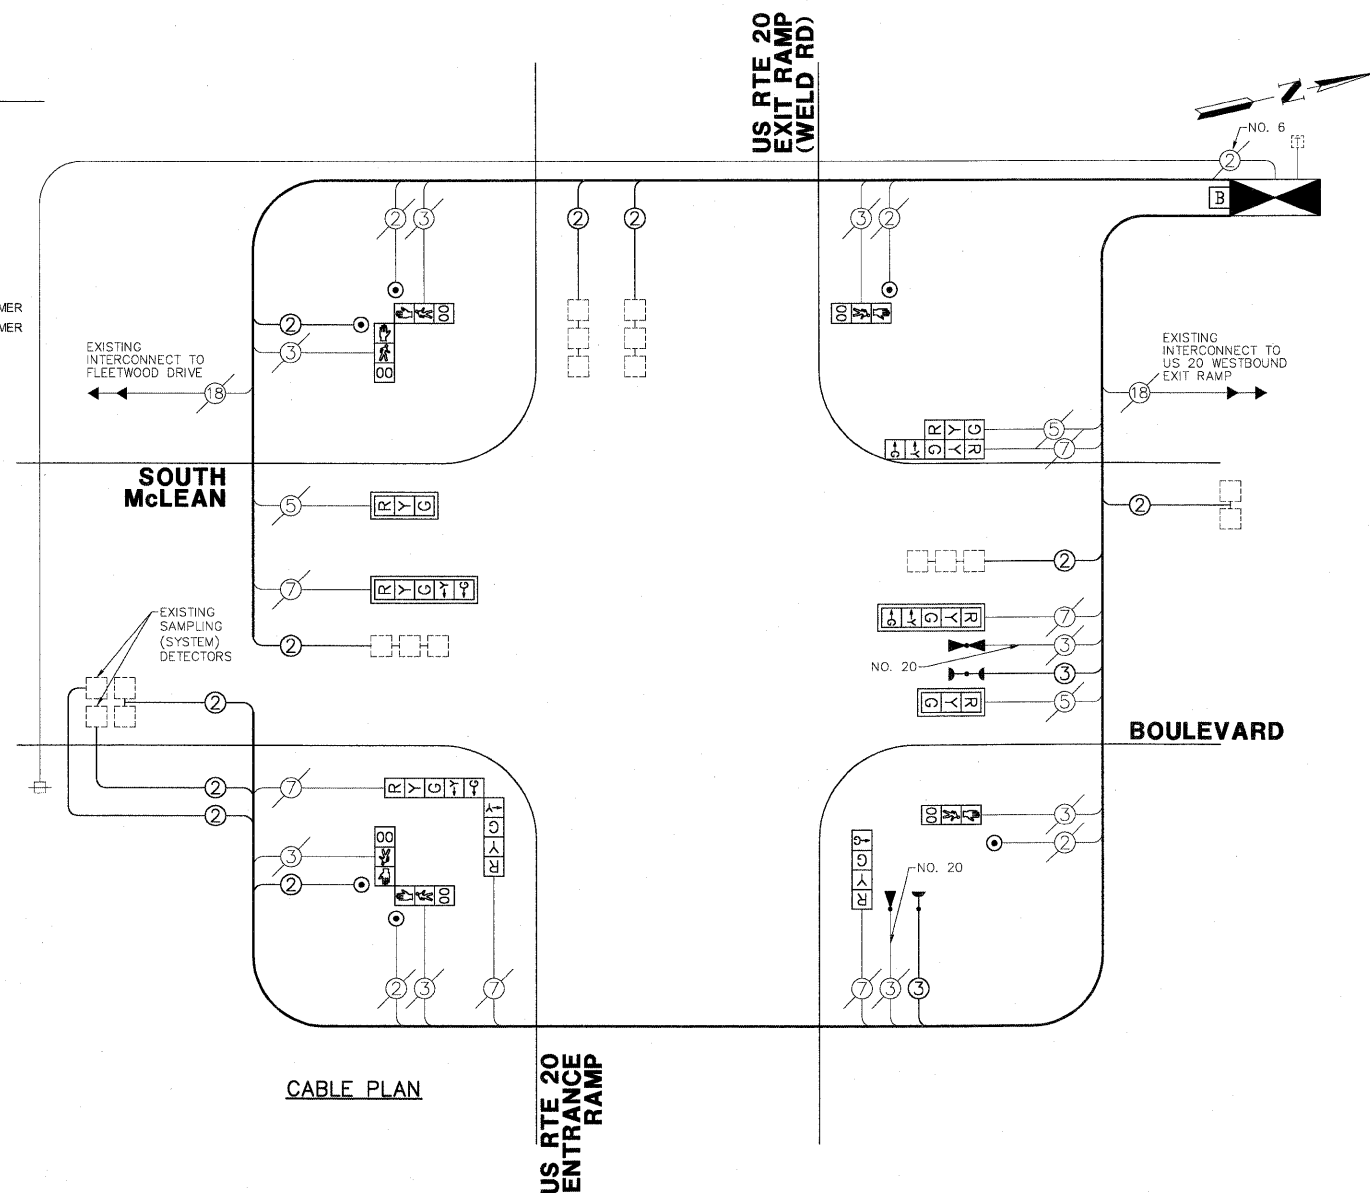 US RTE 20
EXIT RAMP
(WELD RD)
N
NO. 6
2
B
2
3
2
2
3
2
MER
MER
00
00
2
3
00
EXISTING
INTERCONNECT TO
FLEETWOOD DRIVE
18
EXISTING
INTERCONNECT TO
US 20 WESTBOUND
EXIT RAMP
18
R Y G
5
G Y G Y R
7
SOUTH
McLEAN
5
R Y G
2
2
7
R Y G Y G
EXISTING
SAMPLING
(SYSTEM)
DETECTORS
G Y G Y R
7
2
3
NO. 20
3
G Y R
5
2
BOULEVARD
2
7
R Y G Y G
2
Y
G
Y
R
3
00
00
3
2
2
00
G
G
Y
R
NO. 20
2
3
7
7
3
3
CABLE PLAN
US RTE 20
ENTRANCE
RAMP